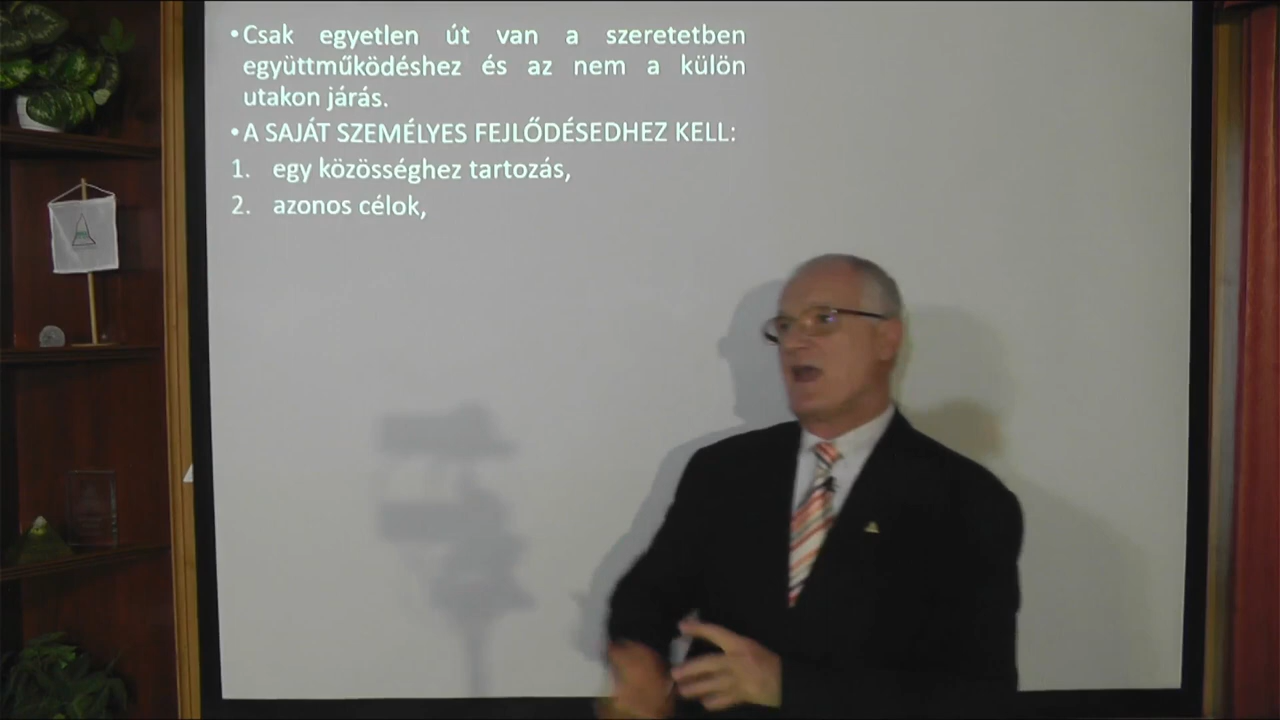 •Csak egyetlen út van a szeretetben
együttműködéshez és az nem a külön
utakon járás.
•A SAJÁT SZEMÉLYES FEJLŐDÉSEDHEZ KELL:
1. egy közösséghez tartozás,
2. azonos célok,